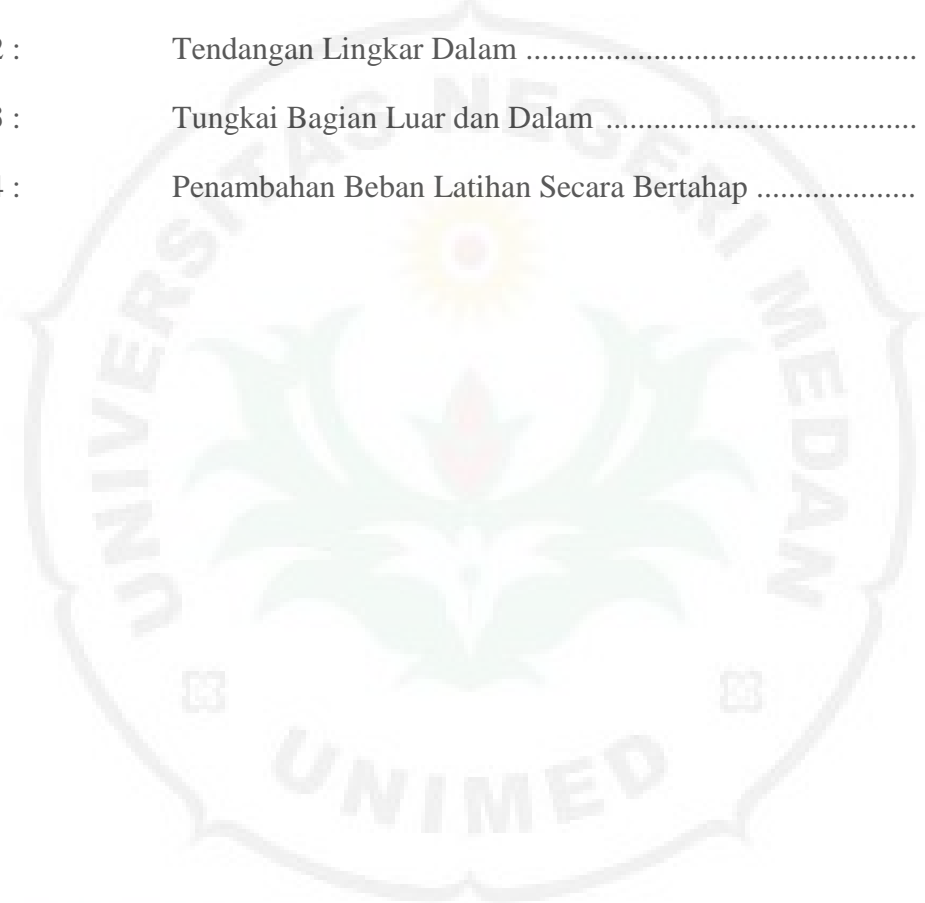 2 : Tendangan Lingkar Dalam .................................................
3 : Tungkai Bagian Luar dan Dalam .......................................
4 : Penambahan Beban Latihan Secara Bertahap ....................
UNIVERSITAS NEGERI MEDAN
UNIMED